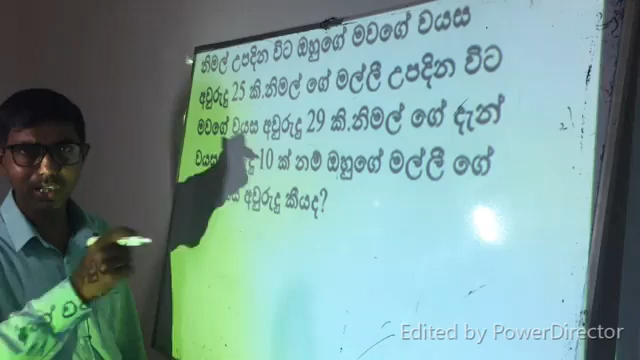 නිමල් උපදින විට ඔහුගේ මවගේ වයස
අවුරුදු 25 කි.නිමල් ගේ මල්ලී උපදින විට
මවගේ වයස අවුරුදු 29 කි.නිමල් ගේ දැන්
10 ක් නම් ඔහුගේ මල්ලී ගේ
අවුරුදු කීයද?
Edited by PowerDirector